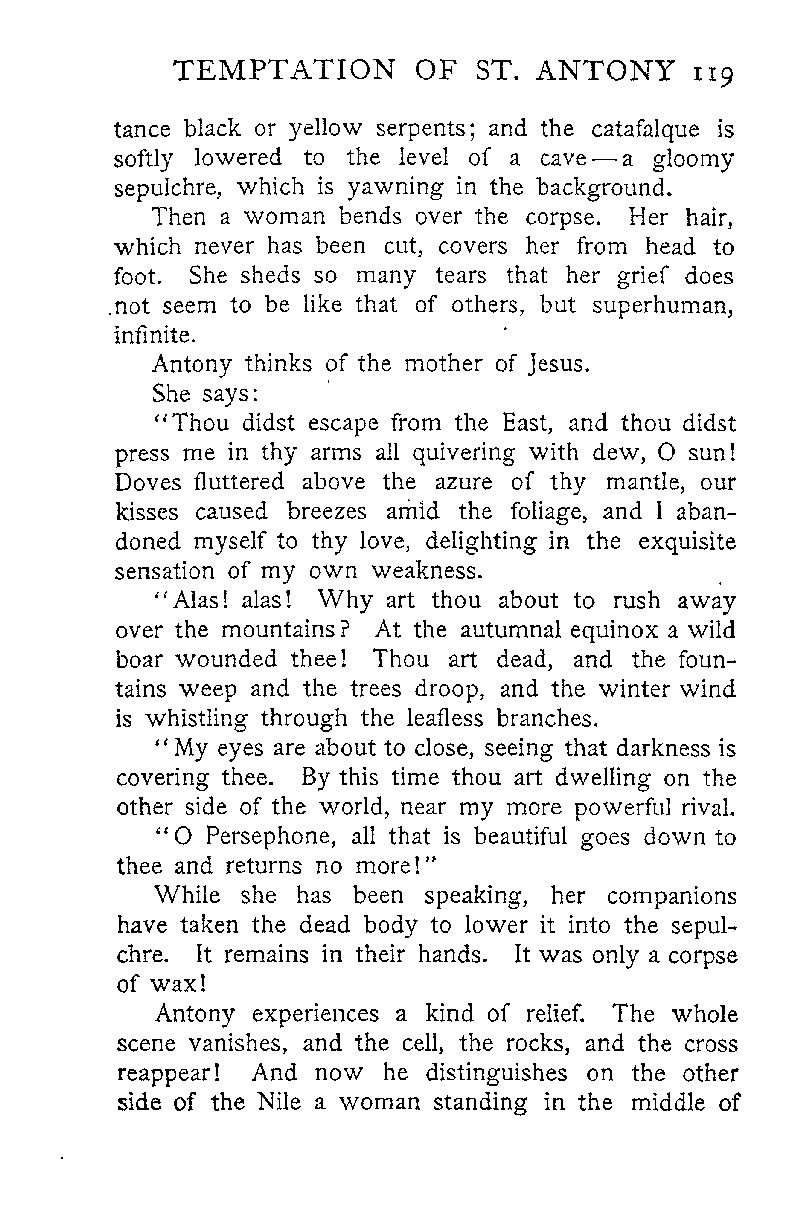 TEMPTATION OF ST. ANTONY 119
tance black or yellow serpents; and the catafalque is
softly lowered to the level of a cave—a gloomy
sepulchre, which is yawning in the background.
Then a woman bends over the corpse. Her hair,
which never has been cut, covers her from head to
foot. She sheds so many tears that her grief does
not seem to be like that of others, but superhuman,
infinite.
Antony thinks of the mother of Jesus.
She says:
"Thou didst escape from the East, and thou didst
press me in thy arms all quivering with dew, O sun!
Doves fluttered above the azure of thy mantle, our
kisses caused breezes amid the foliage, and I aban-
doned myself to thy love, delighting in the exquisite
sensation of my own weakness.
"Alas! alas! Why art thou about to rush away
over the mountains? At the autumnal equinox a wild
boar wounded thee! Thou art dead, and the foun-
tains weep and the trees droop, and the winter wind
is whistling through the leafless branches.
"My eyes are about to close, seeing that darkness is
covering thee. By this time thou art dwelling on the
other side of the world, near my more powerful rival.
"O Persephone, all that is beautiful goes down to
thee and returns no more!"
While she has been speaking, her companions
have taken the dead body to lower it into the sepul-
chre. It remains in their hands. It was only a corpse
of wax!
Antony experiences a kind of relief. The whole
scene vanishes, and the cell, the rocks, and the cross
reappear! And now he distinguishes on the other
side of the Nile a woman standing in the middle of